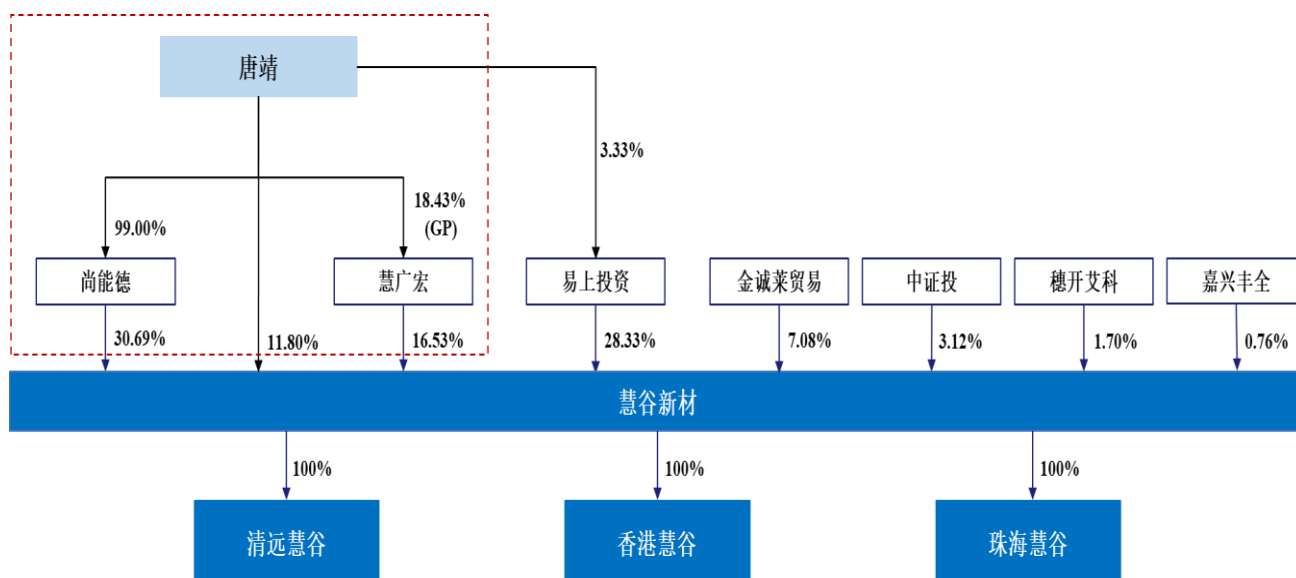 唐靖
3.33%
99.00%
18.43%
(GP)
尚能德
慧广宏
易上投资
金诚莱贸易
中证投
穗开艾科
嘉兴丰全
30.69%
11.80%
16.53%
28.33%
7.08%
3.12%
1.70%
0.76%
慧谷新材
100%
100%
100%
清远慧谷
香港慧谷
珠海慧谷